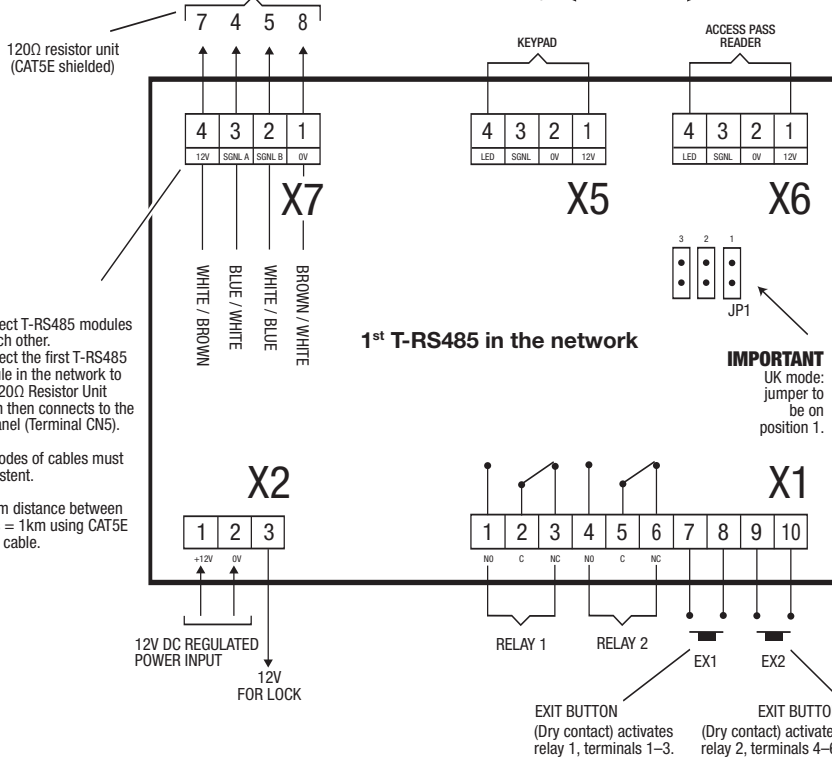 7 4 5 8
120Ω resistor unit
(CAT5E shielded)
KEYPAD
ACCESS PASS
READER
4 3 2 1
12V SGNL A SGNL B 0V
X7
4 3 2 1
LED SGNL 0V 12V
X5
4 3 2 1
LED SGNL 0V 12V
X6
WHITE / BROWN
BLUE / WHITE
WHITE / BLUE
BROWN / WHITE
3 2 1
JP1
ect T-RS485 modules
ch other.
ect the first T-RS485
ule in the network to
20Ω Resistor Unit
h then connects to the
anel (Terminal CN5).
odes of cables must
istent.
m distance between
= 1km using CAT5E
cable.
1st T-RS485 in the network
IMPORTANT
UK mode:
jumper to
be on
position 1.
X2
1 2 3
+12V 0V
12V DC REGULATED
POWER INPUT
12V
FOR LOCK
X1
1 2 3 4 5 6 7 8 9 10
NO C NC NO C NC
RELAY 1
RELAY 2
EX1
EX2
EXIT BUTTON
(Dry contact) activates
relay 1, terminals 1–3.
EXIT BUTTO
(Dry contact) activate
relay 2, terminals 4–6